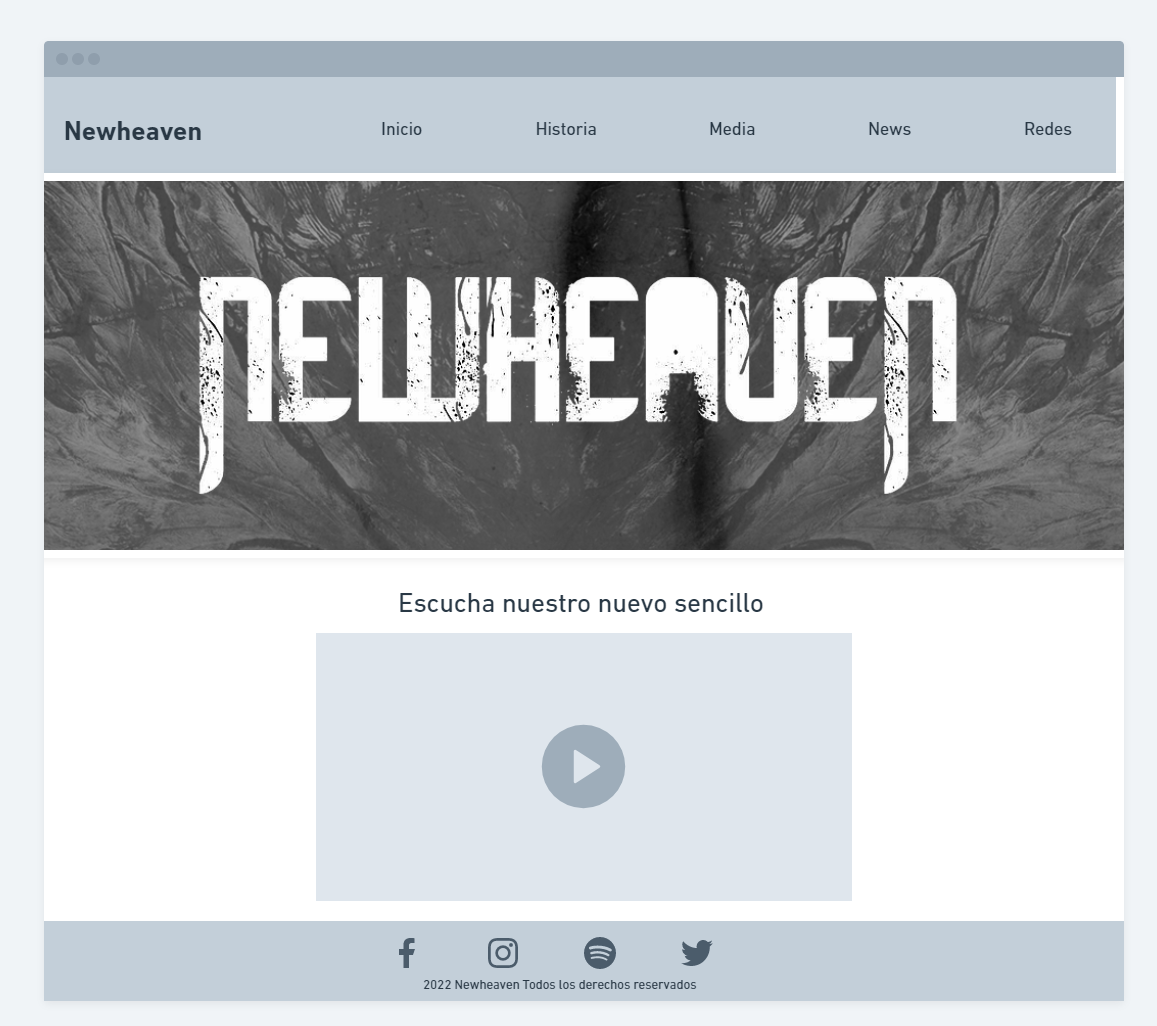 Newheaven
Inicio
Historia
Media
News
Redes
NEWHEAVEN
Escucha nuestro nuevo sencillo
2022 Newheaven Todos los derechos reservados